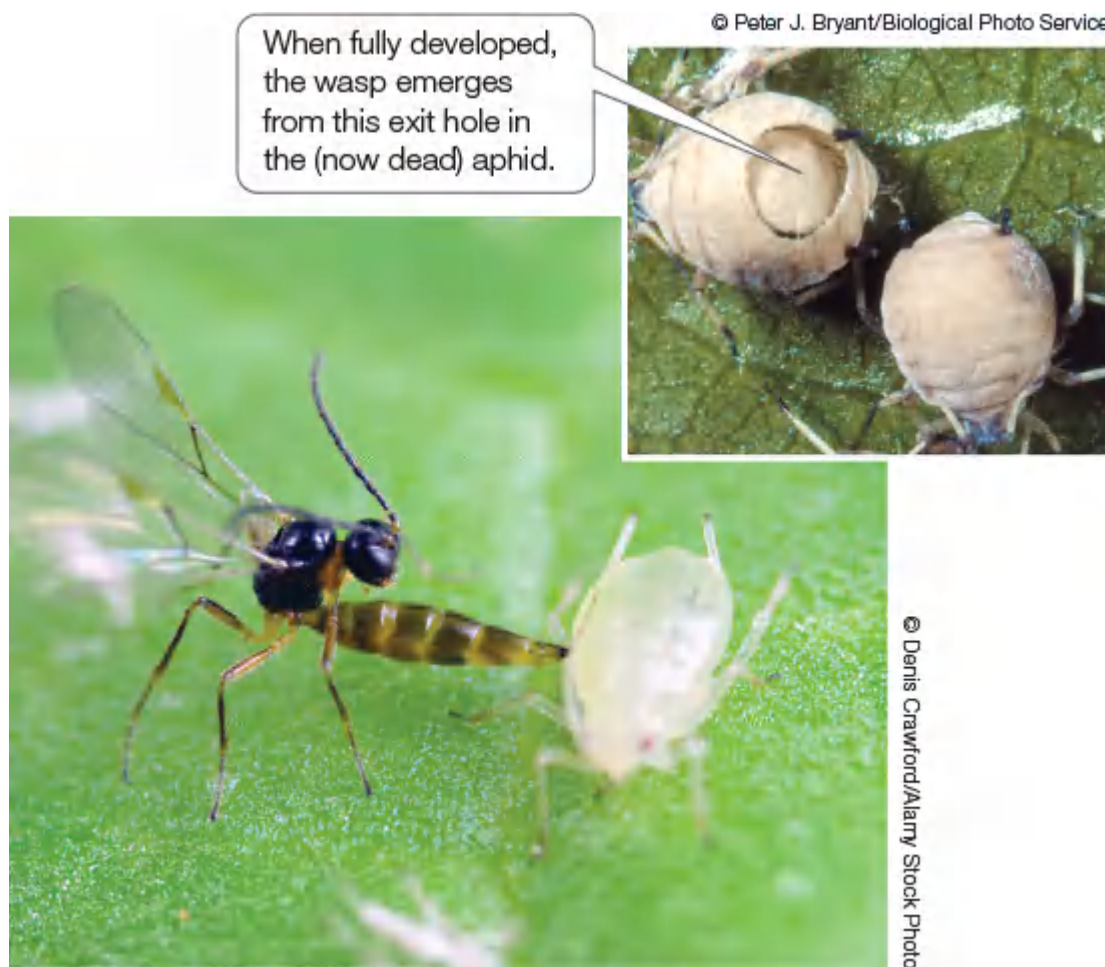 © Peter J. Bryant/Biological Photo Service
When fully developed,
the wasp emerges
from this exit hole in
the (now dead) aphid.
© Denis Crawford/Alamy Stock Photo